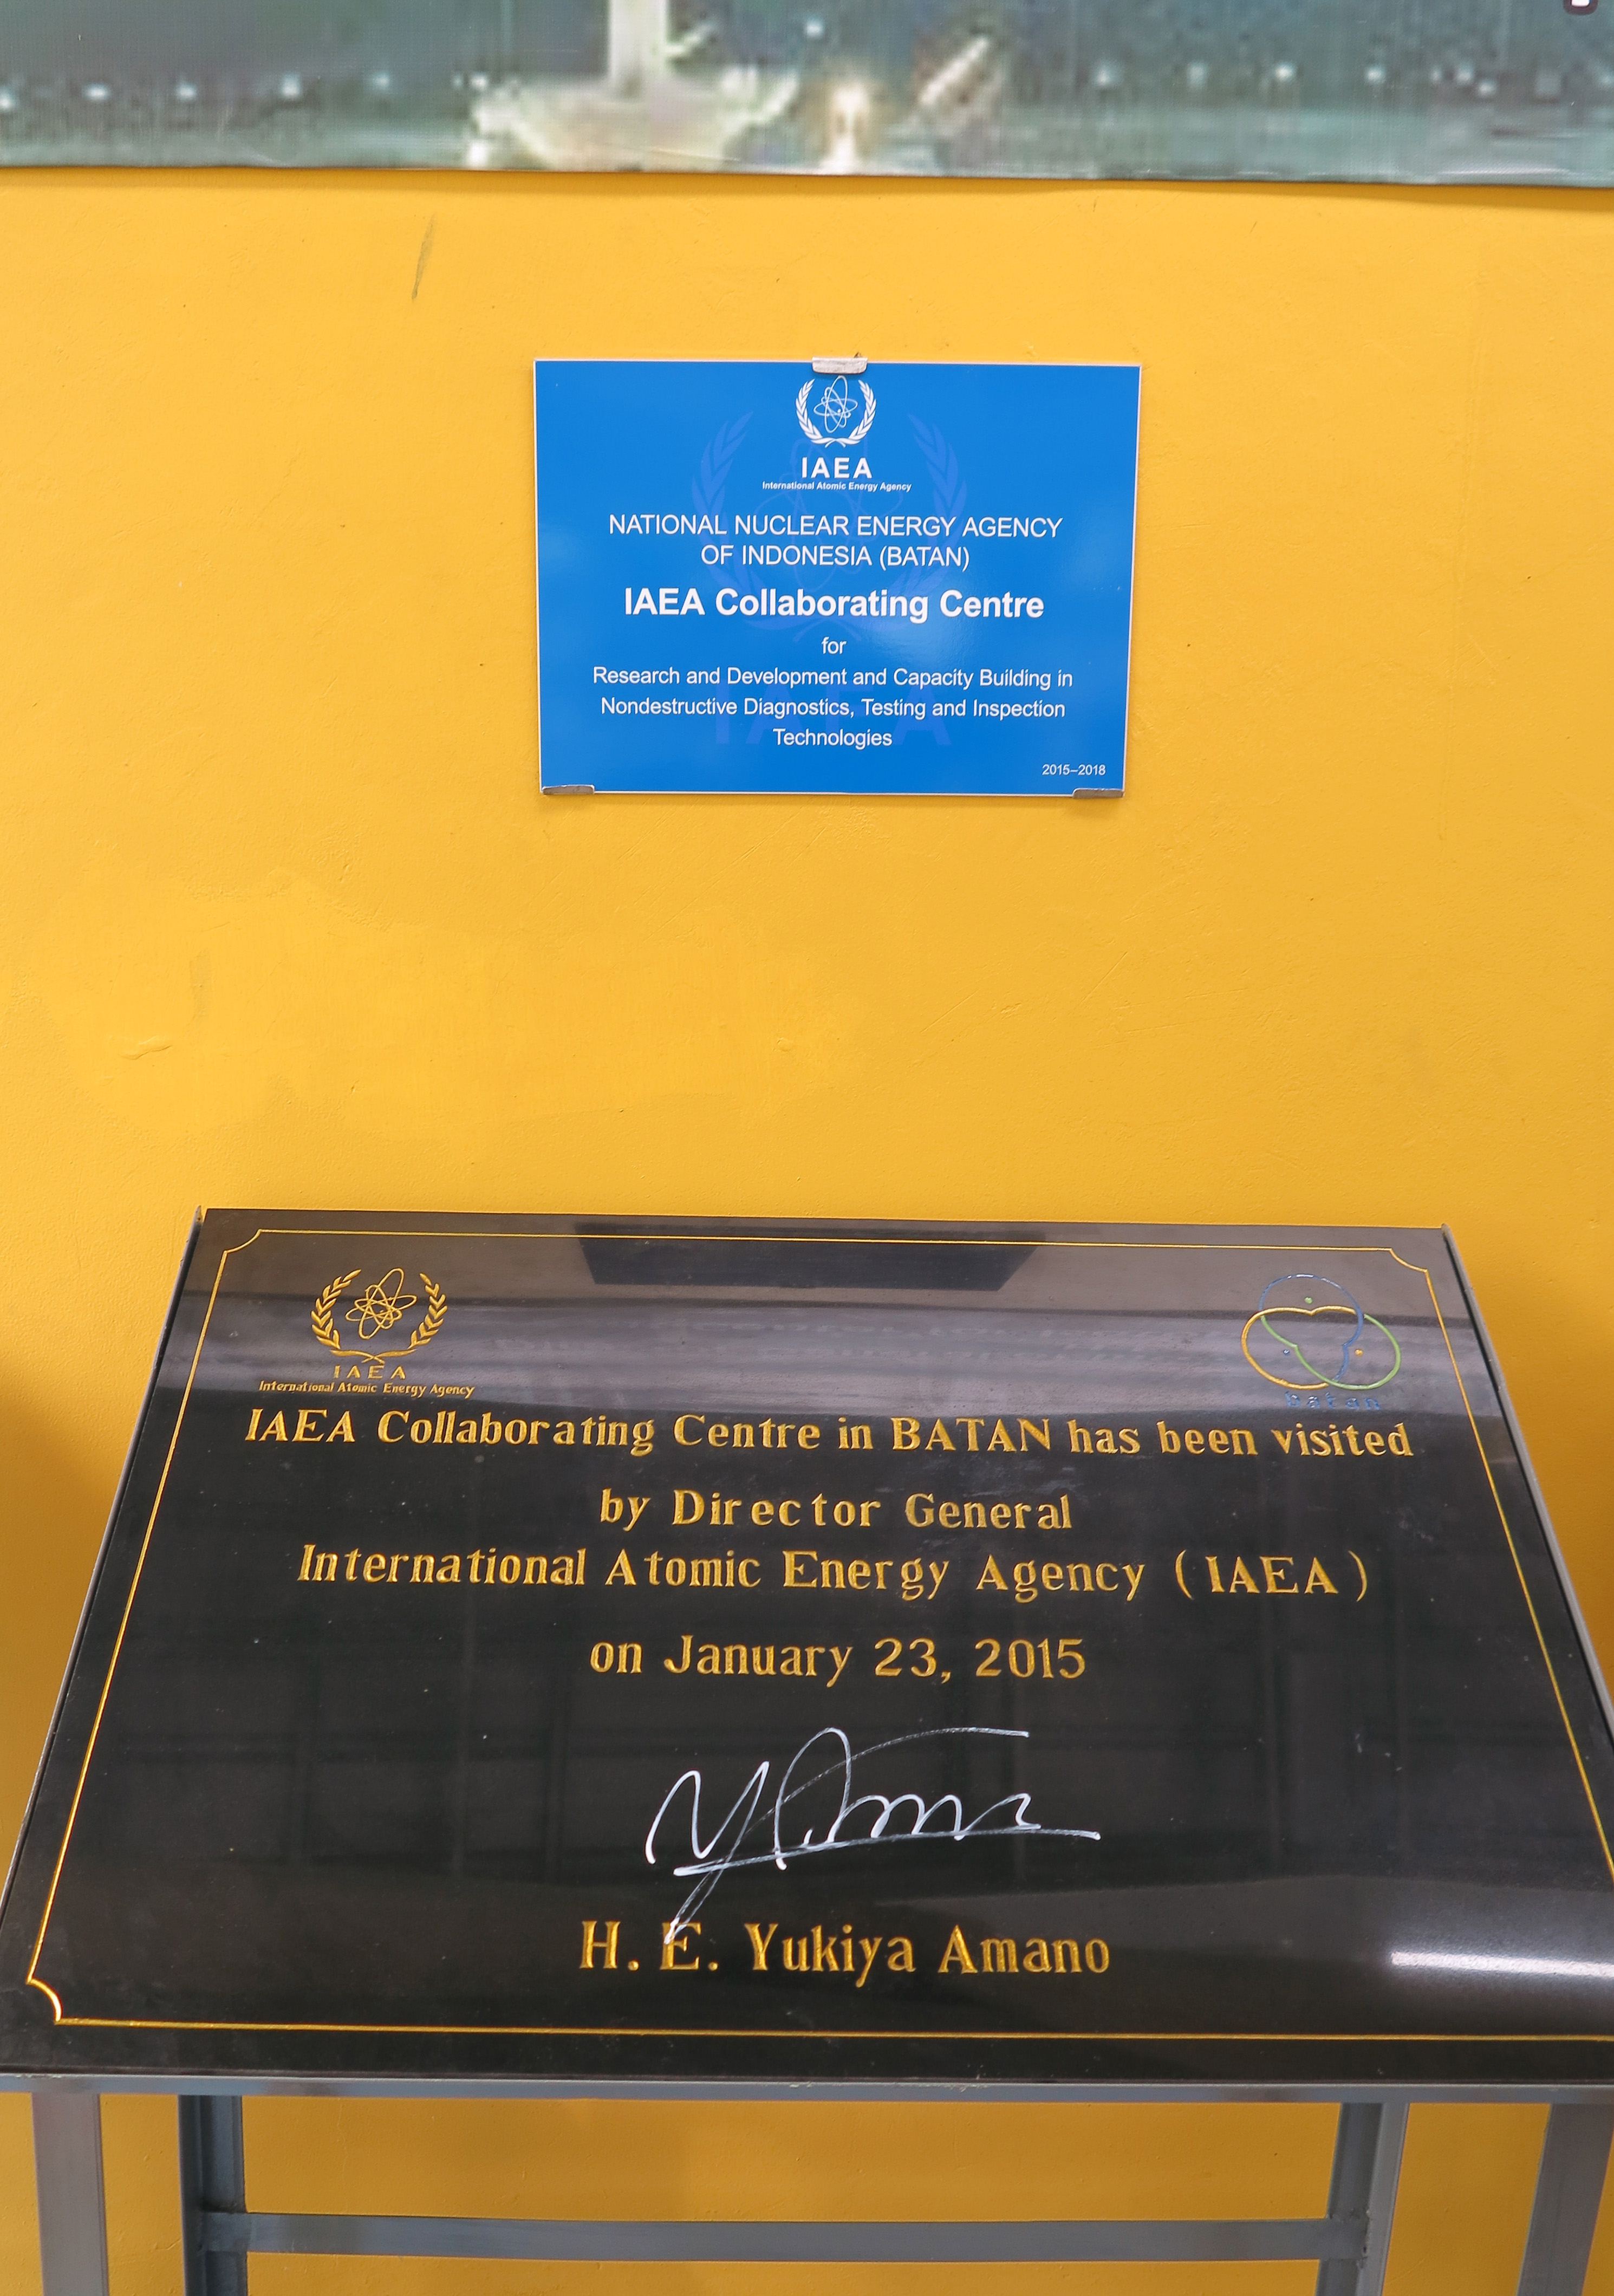 IAEA
International Atomic Energy Agency
NATIONAL NUCLEAR ENERGY AGENCY
OF INDONESIA (BATAN)
IAEA Collaborating Centre
for
Research and Development and Capacity Building in
Nondestructive Diagnostics, Testing and Inspection
Technologies
2015–2018
IAEA
International Atomic Energy Agency
batan
IAEA Collaborating Centre in BATAN has been visited
by Director General
International Atomic Energy Agency (IAEA)
on January 23, 2015
Y Amano
H. E. Yukiya Amano